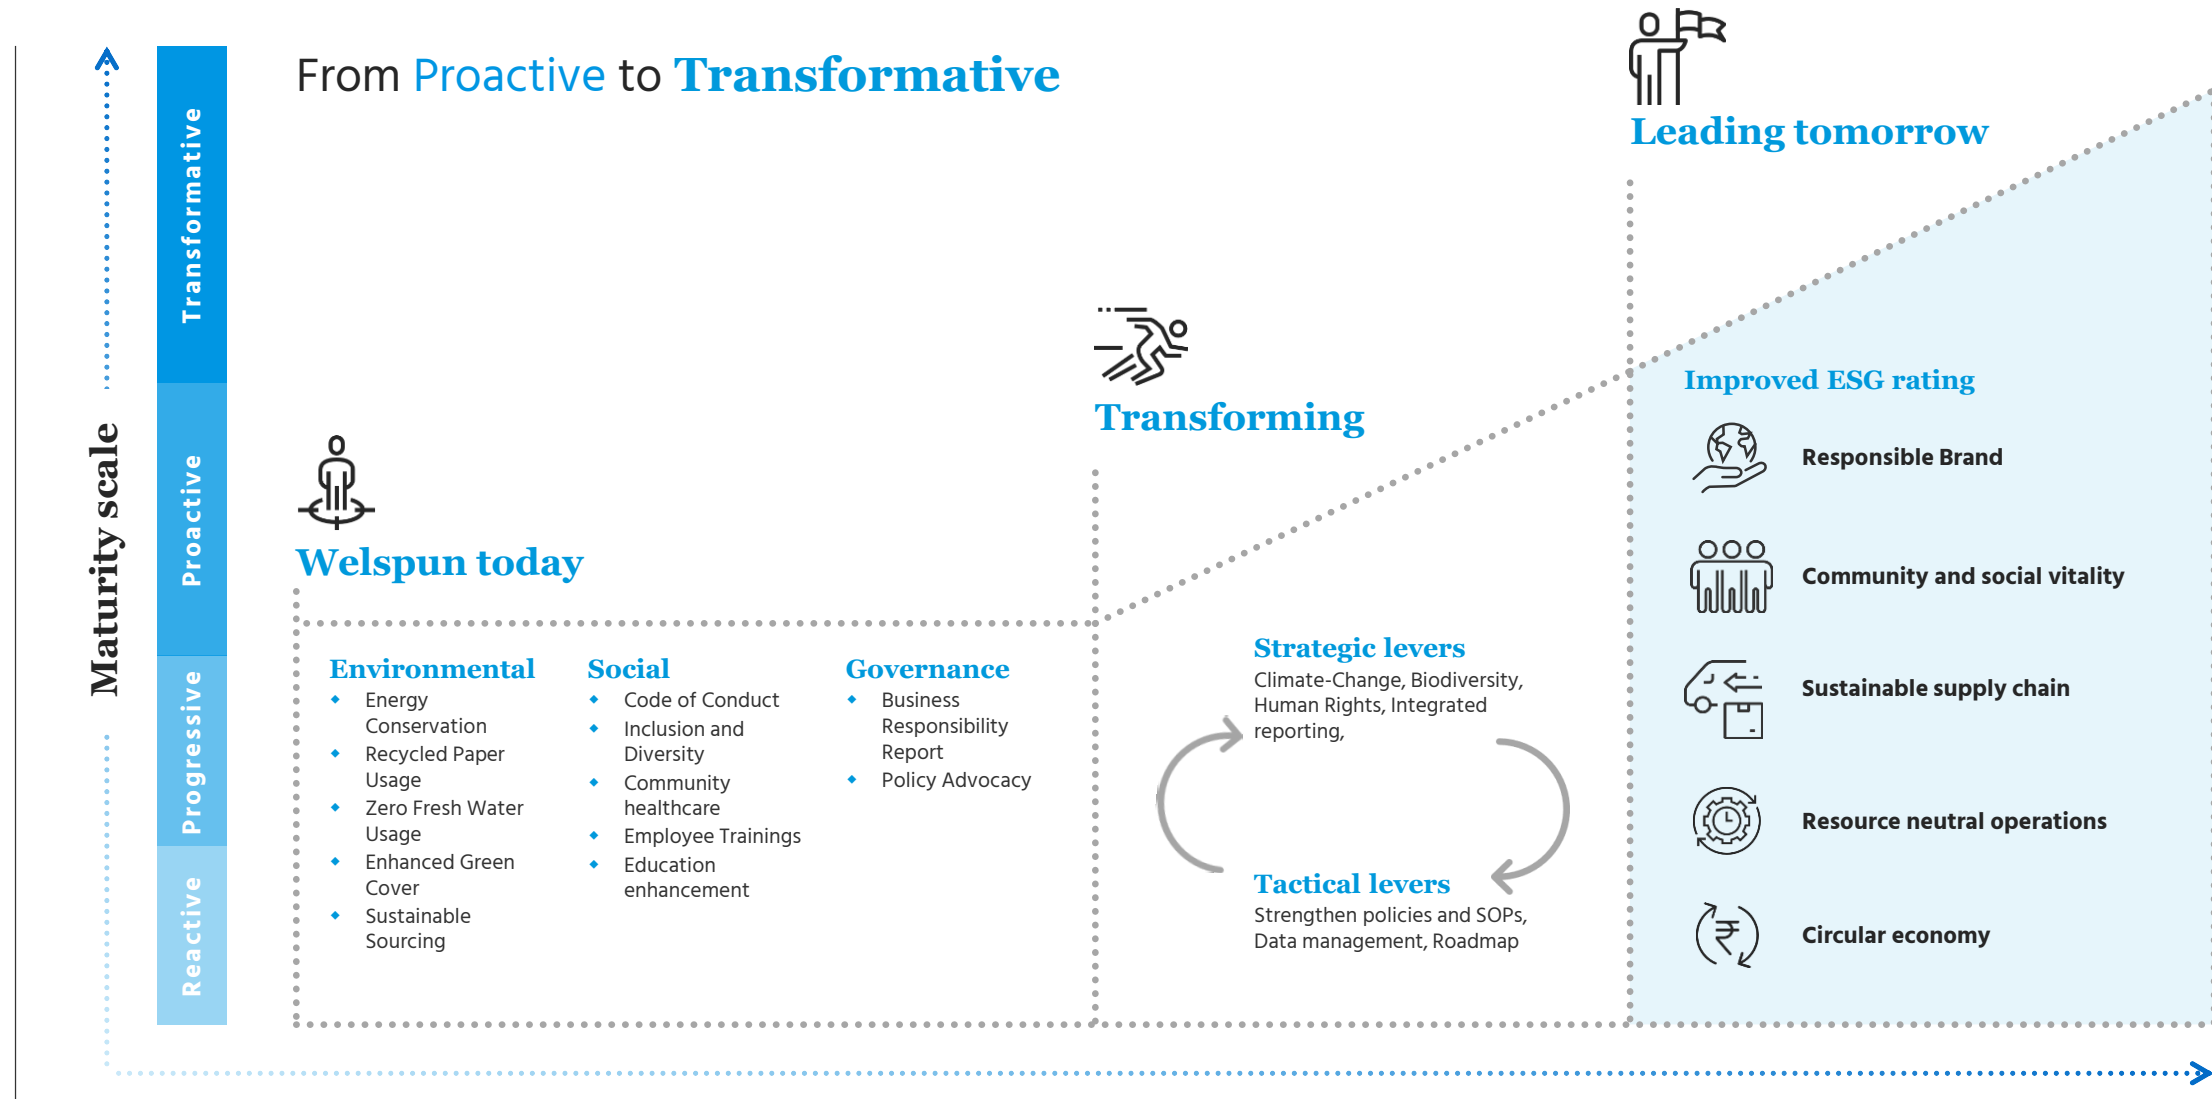 From Proactive to Transformative
Maturity scale
Transformative
Proactive
Progressive
Reactive
Welspun today
Environmental
Energy
Conservation
Recycled Paper
Usage
Zero Fresh Water
Usage
Enhanced Green
Cover
Sustainable
Sourcing
Social
Code of Conduct
Inclusion and
Diversity
Community
healthcare
Employee Trainings
Education
enhancement
Governance
Business
Responsibility
Report
Policy Advocacy
Transforming
Strategic levers
Climate-Change, Biodiversity,
Human Rights, Integrated
reporting,
Tactical levers
Strengthen policies and SOPs,
Data management, Roadmap
Leading tomorrow
Improved ESG rating
Responsible Brand
Community and social vitality
Sustainable supply chain
Resource neutral operations
₹
Circular economy